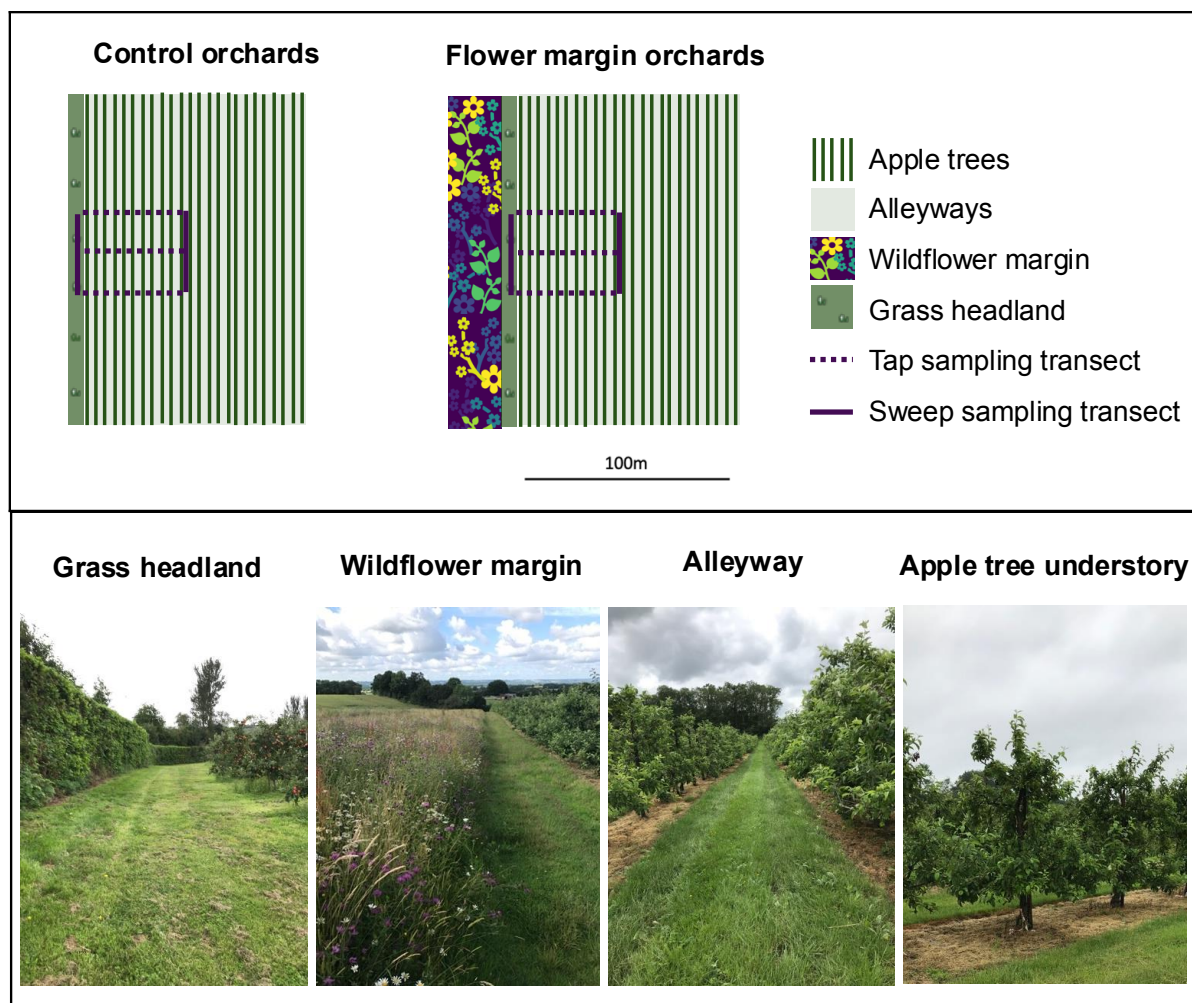 Control orchards
Flower margin orchards
Apple trees
Alleyways
Wildflower margin
Grass headland
Tap sampling transect
Sweep sampling transect
100m
Grass headland
Wildflower margin
Alleyway
Apple tree understory